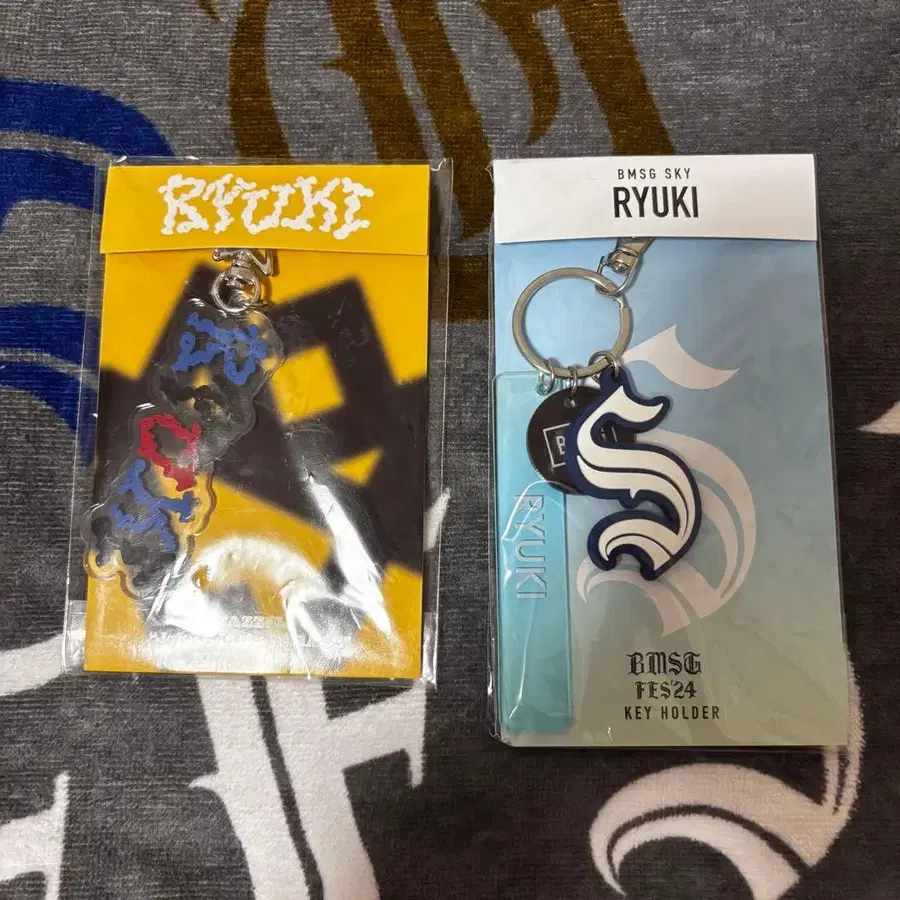 RYUKI
BMSG SKY
RYUKI
RYUKI
S
BMSG
FES'24
KEY HOLDER